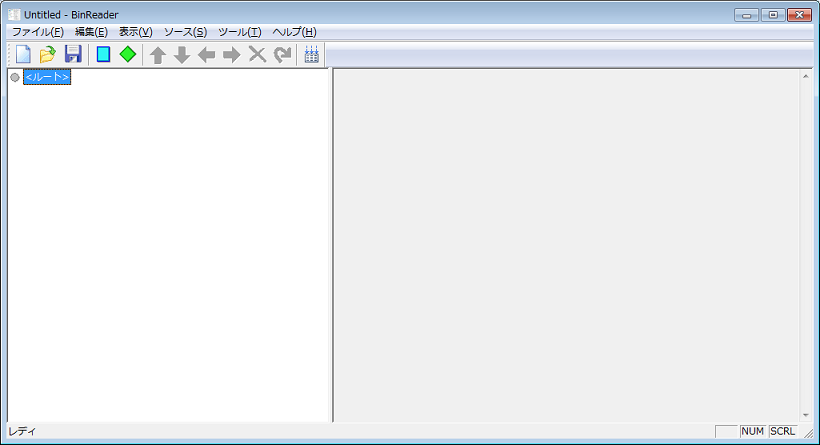 Untitled - BinReader
ファイル(F) 編集(E) 表示(V) ソース(S) ツール(T) ヘルプ(H)
<ルート>
レディ
NUM SCRL